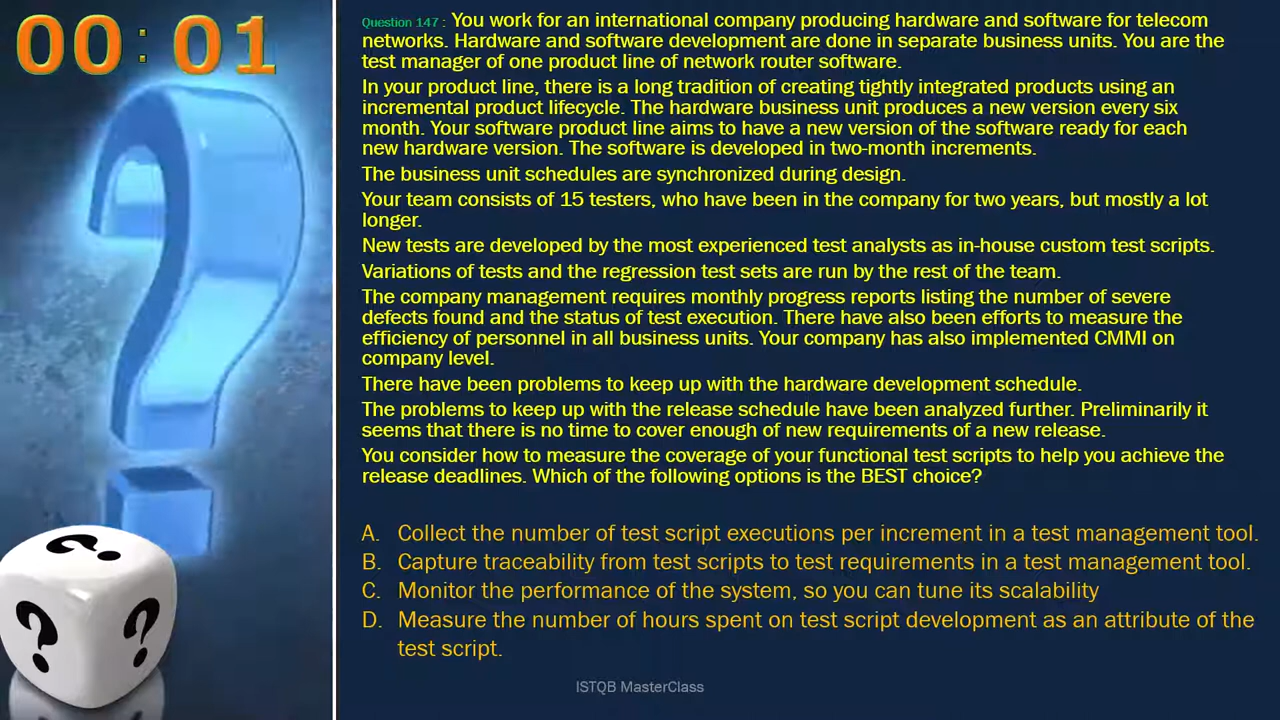 00:01
Question 147 : You work for an international company producing hardware and software for telecom
networks. Hardware and software development are done in separate business units. You are the
test manager of one product line of network router software.
In your product line, there is a long tradition of creating tightly integrated products using an
incremental product lifecycle. The hardware business unit produces a new version every six
month. Your software product line aims to have a new version of the software ready for each
new hardware version. The software is developed in two-month increments.
The business unit schedules are synchronized during design.
Your team consists of 15 testers, who have been in the company for two years, but mostly a lot
longer.
New tests are developed by the most experienced test analysts as in-house custom test scripts.
Variations of tests and the regression test sets are run by the rest of the team.
The company management requires monthly progress reports listing the number of severe
defects found and the status of test execution. There have also been efforts to measure the
efficiency of personnel in all business units. Your company has also implemented CMMI on
company level.
There have been problems to keep up with the hardware development schedule.
The problems to keep up with the release schedule have been analyzed further. Preliminarily it
seems that there is no time to cover enough of new requirements of a new release.
You consider how to measure the coverage of your functional test scripts to help you achieve the
release deadlines. Which of the following options is the BEST choice?
A. Collect the number of test script executions per increment in a test management tool.
B. Capture traceability from test scripts to test requirements in a test management tool.
C. Monitor the performance of the system, so you can tune its scalability
D. Measure the number of hours spent on test script development as an attribute of the
test script.
ISTQB MasterClass